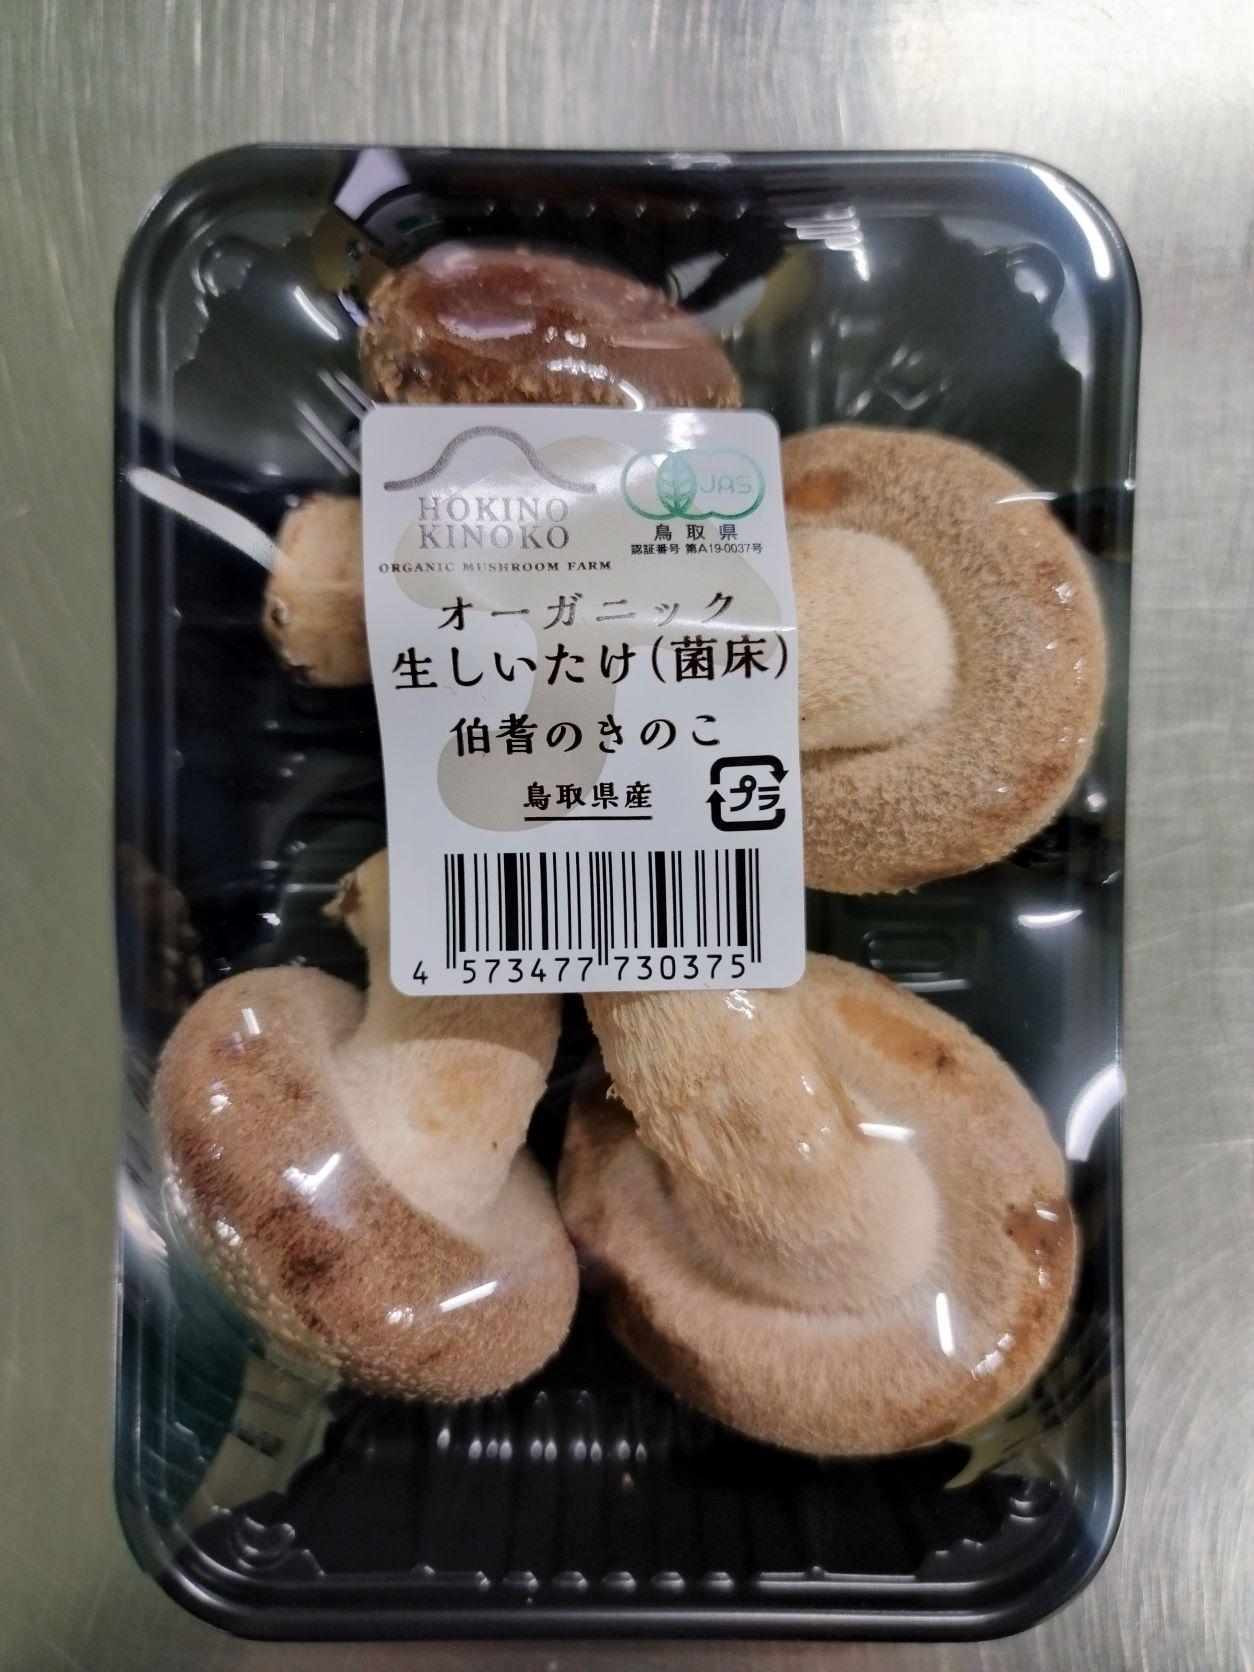 HOKINO
KINOKO
ORGANIC MUSHROOM FARM
JAS
鳥取県
認証番号 第A19-0037号
オーガニック
生しいたけ(菌床)
伯耆のきのこ
鳥取県産
プラ
4 573477 730375